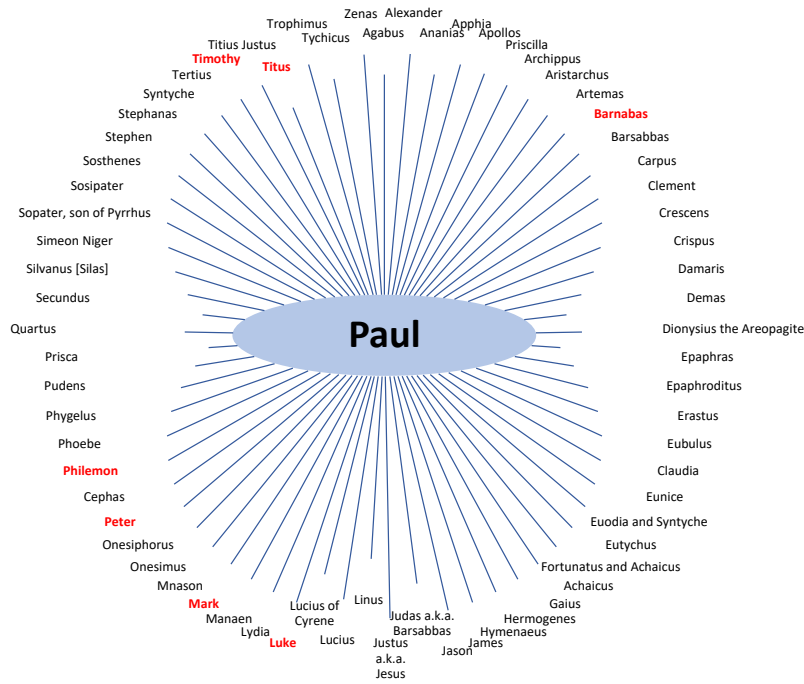 Zenas
Alexander
Trophimus
Agabus
Ananias
Apphia
Tychicus
Apollos
Titius Justus
Priscilla
Timothy
Titus
Archippus
Tertius
Aristarchus
Syntyche
Artemas
Stephanas
Barnabas
Stephen
Barsabbas
Sosthenes
Carpus
Sosipater
Clement
Sopater, son of Pyrrhus
Crescens
Simeon Niger
Crispus
Silvanus [Silas]
Damaris
Secundus
Demas
Quartus
Paul
Dionysius the Areopagite
Prisca
Epaphras
Pudens
Epaphroditus
Phygelus
Erastus
Phoebe
Eubulus
Philemon
Claudia
Cephas
Eunice
Peter
Euodia and Syntyche
Onesiphorus
Eutychus
Onesimus
Fortunatus and Achaicus
Mnason
Achaicus
Mark
Gaius
Manaen
Hermogenes
Lydia
Hymenaeus
Luke
James
Lucius of
Cyrene
Jason
Lucius
Linus
Judas a.k.a.
Barsabbas
Justus
a.k.a.
Jesus